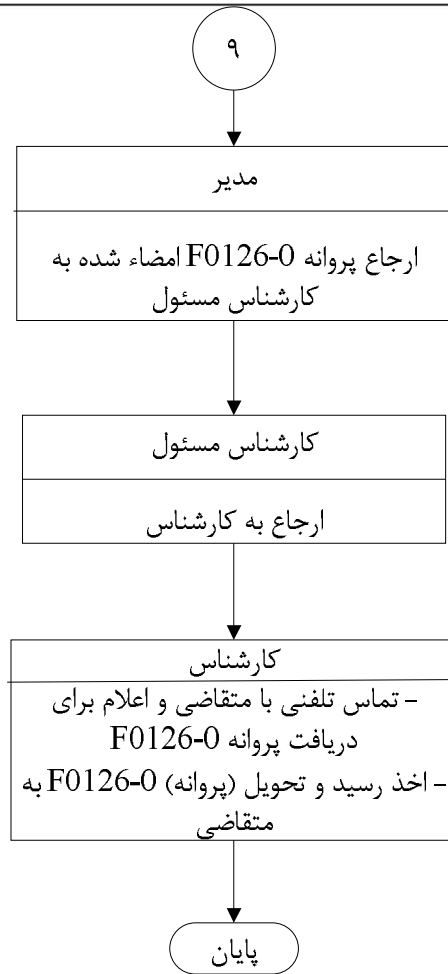 ۹
مدیر
ارجاع پروانه F0126-0 امضاء شده به
کارشناس مسئول
کارشناس مسئول
ارجاع به کارشناس
کارشناس
- تماس تلفنی با متقاضی و اعلام برای
دریافت پروانه F0126-0
- اخذ رسید و تحویل (پروانه) F0126-0 به
متقاضی
پایان